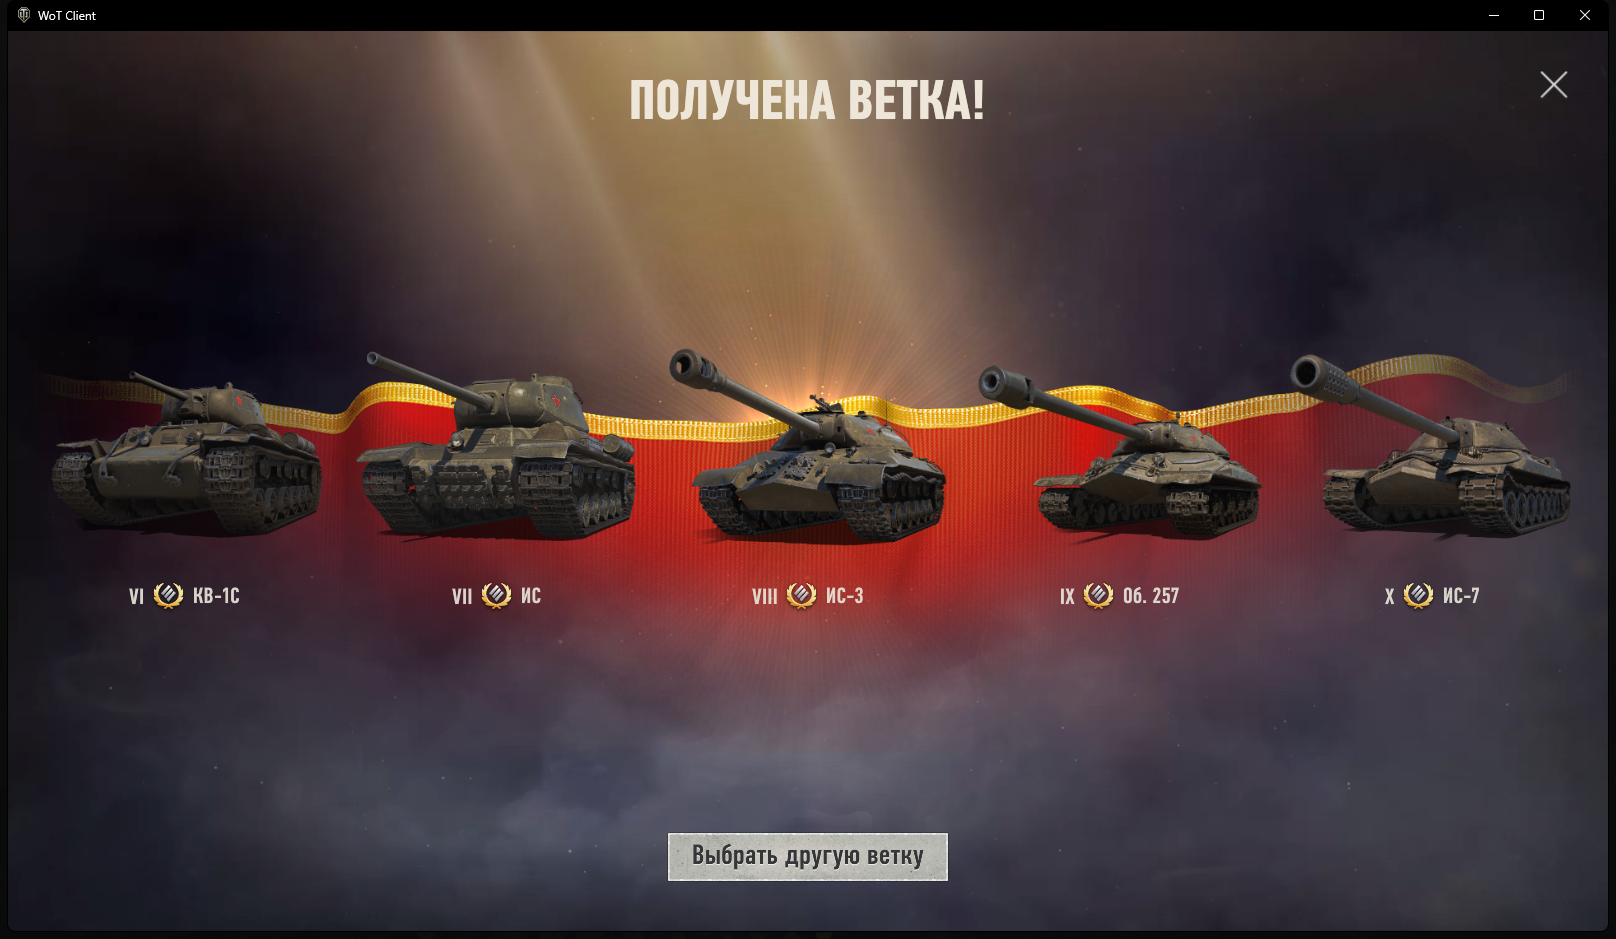 WoT Client
ПОЛУЧЕНА ВЕТКА!
VI КВ-1С
VII ИС
VIII ИС-3
IX Об. 257
X ИС-7
Выбрать другую ветку